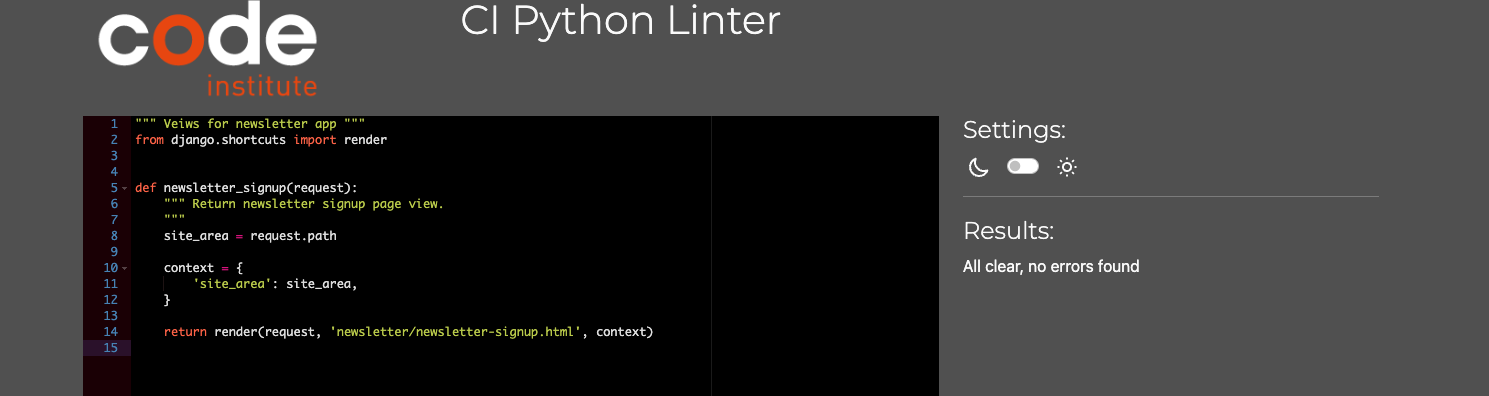 code
institute
CI Python Linter
1 """ Veiws for newsletter app """
2 from django.shortcuts import render
3
4
5 def newsletter_signup(request):
6     """ Return newsletter signup page view.
7     """
8     site_area = request.path
9
10     context = {
11         'site_area': site_area,
12     }
13
14     return render(request, 'newsletter/newsletter-signup.html', context)
15
Settings:
Results:
All clear, no errors found